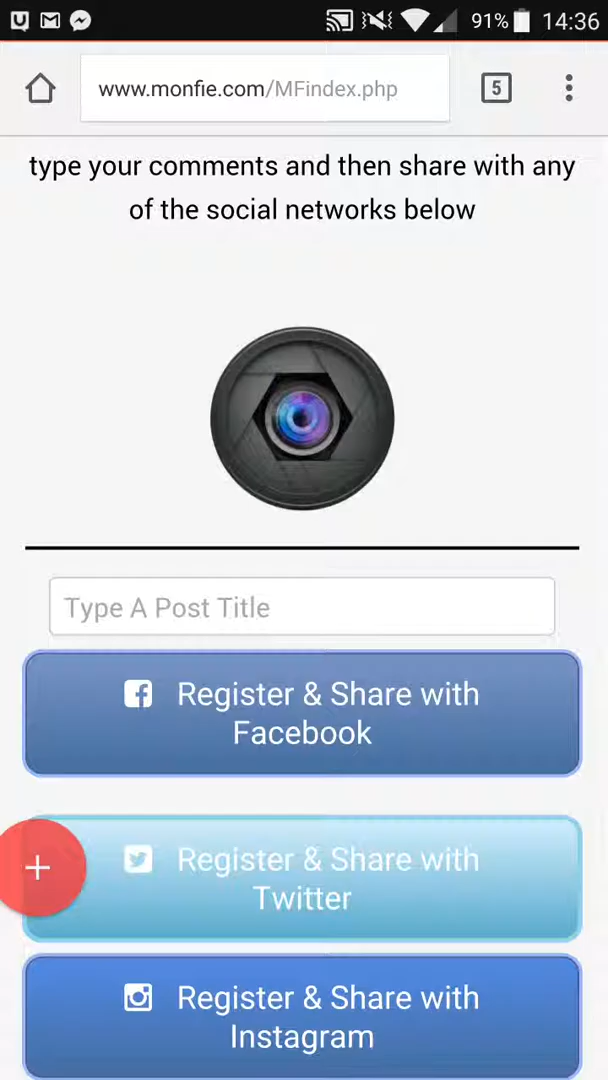 91% 14:36
www.monfie.com/MFindex.php 5
type your comments and then share with any
of the social networks below
Type A Post Title
Register & Share with
Facebook
Register & Share with
Twitter
Register & Share with
Instagram